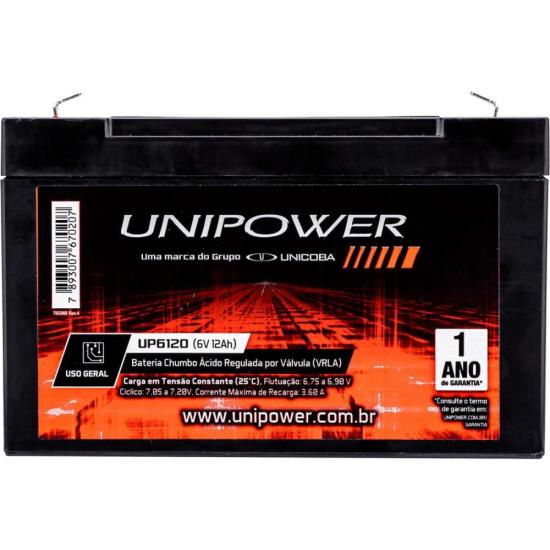 UNIPOWER
Uma marca do Grupo UNICOBA
7 893007 670207
UP6120 (6V 12Ah)
USO GERAL
Bateria Chumbo Ácido Regulada por Válvula (VRLA)
Carga em Tensão Constante (25°C), Flutuação: 6.75 a 6.90 V
Cíclico: 7.05 a 7.20V, Corrente Máxima de Recarga: 3.60 A
www.unipower.com.br
1
ANO
de GARANTIA*
*Consulte o termo
de garantia em:
UNIPOWER.COM.BR/
GARANTIA